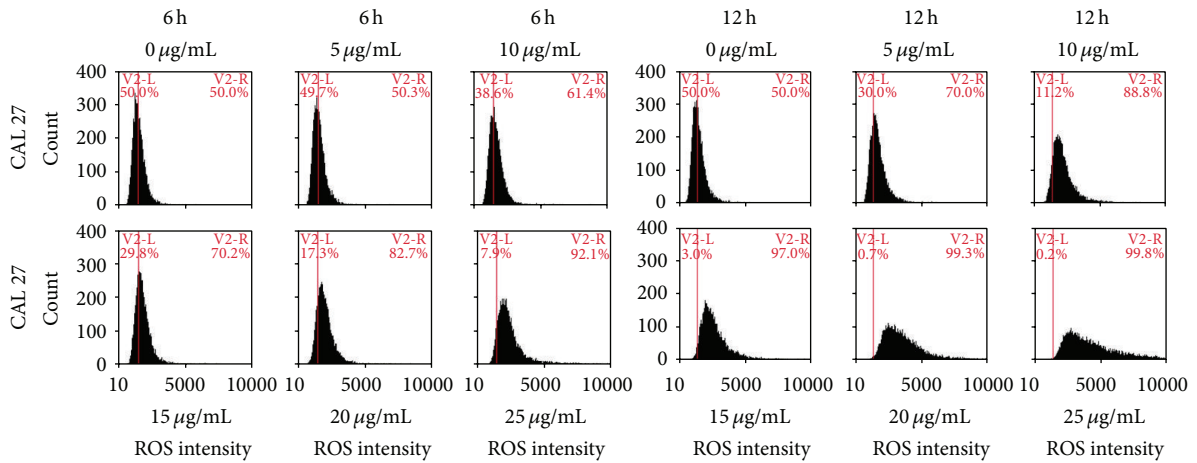 6 h 6 h 6 h 12 h 12 h 12 h
0 µg/mL 5 µg/mL 10 µg/mL 0 µg/mL 5 µg/mL 10 µg/mL
CAL 27
Count
400
300
200
100
0
V2-L V2-R
50.0% 50.0%
V2-L V2-R
49.7% 50.3%
V2-L V2-R
38.6% 61.4%
V2-L V2-R
50.0% 50.0%
V2-L V2-R
30.0% 70.0%
V2-L V2-R
11.2% 88.8%
400
300
200
100
0
CAL 27
Count
400
300
200
100
0
V2-L V2-R
29.8% 70.2%
V2-L V2-R
17.3% 82.7%
V2-L V2-R
7.9% 92.1%
V2-L V2-R
3.0% 97.0%
V2-L V2-R
0.7% 99.3%
V2-L V2-R
0.2% 99.8%
400
300
200
100
0
10 5000 10000 10 5000 10000 10 5000 10000 10 5000 10000 10 5000 10000 10 5000 10000
15 µg/mL 20 µg/mL 25 µg/mL 15 µg/mL 20 µg/mL 25 µg/mL
ROS intensity ROS intensity ROS intensity ROS intensity ROS intensity ROS intensity